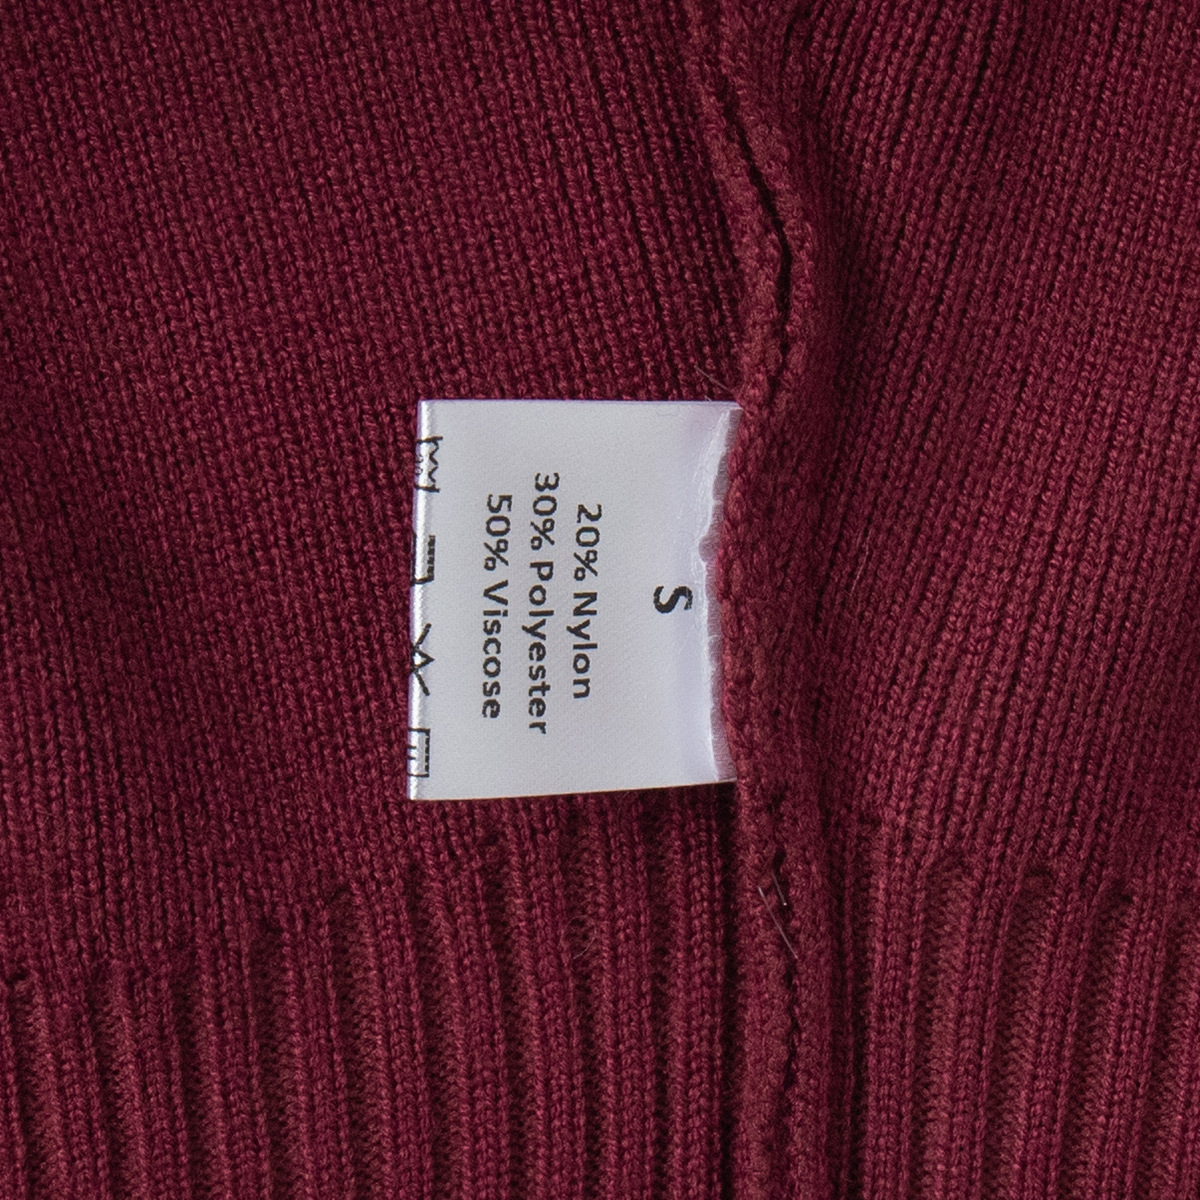 S
20% Nylon
30% Polyester
50% Viscose